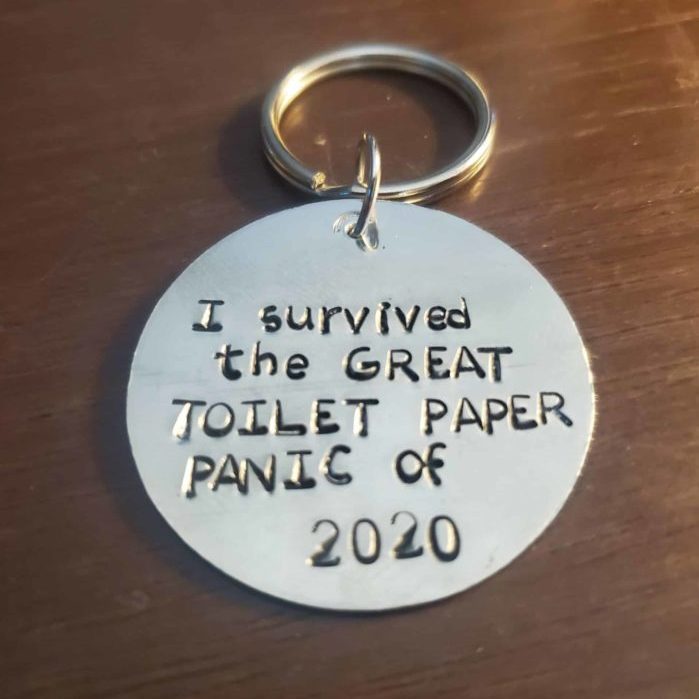 I survived
the GREAT
TOILET PAPER
PANIC Of
2020